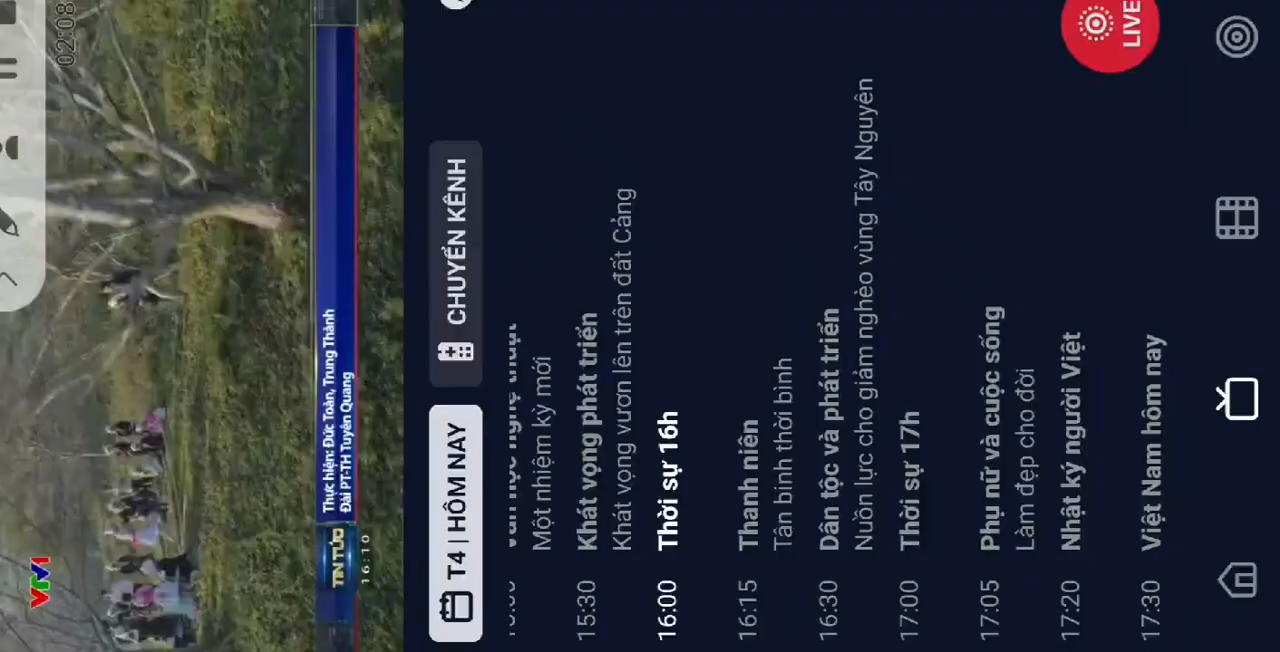 02:08
VTV1
Thực hiện: Đức Toàn, Trung Thành
Đài PT-TH Tuyên Quang
TIN TỨC
16:10
T4 | HÔM NAY
CHUYỂN KÊNH
Một nhiệm kỳ mới
15:30 Khát vọng phát triển
Khát vọng vươn lên trên đất Cảng
16:00 Thời sự 16h
16:15 Thanh niên
Tân binh thời bình
16:30 Dân tộc và phát triển
Nuồn lực cho giảm nghèo vùng Tây Nguyên
17:00 Thời sự 17h
17:05 Phụ nữ và cuộc sống
Làm đẹp cho đời
17:20 Nhật ký người Việt
17:30 Việt Nam hôm nay
LIVE